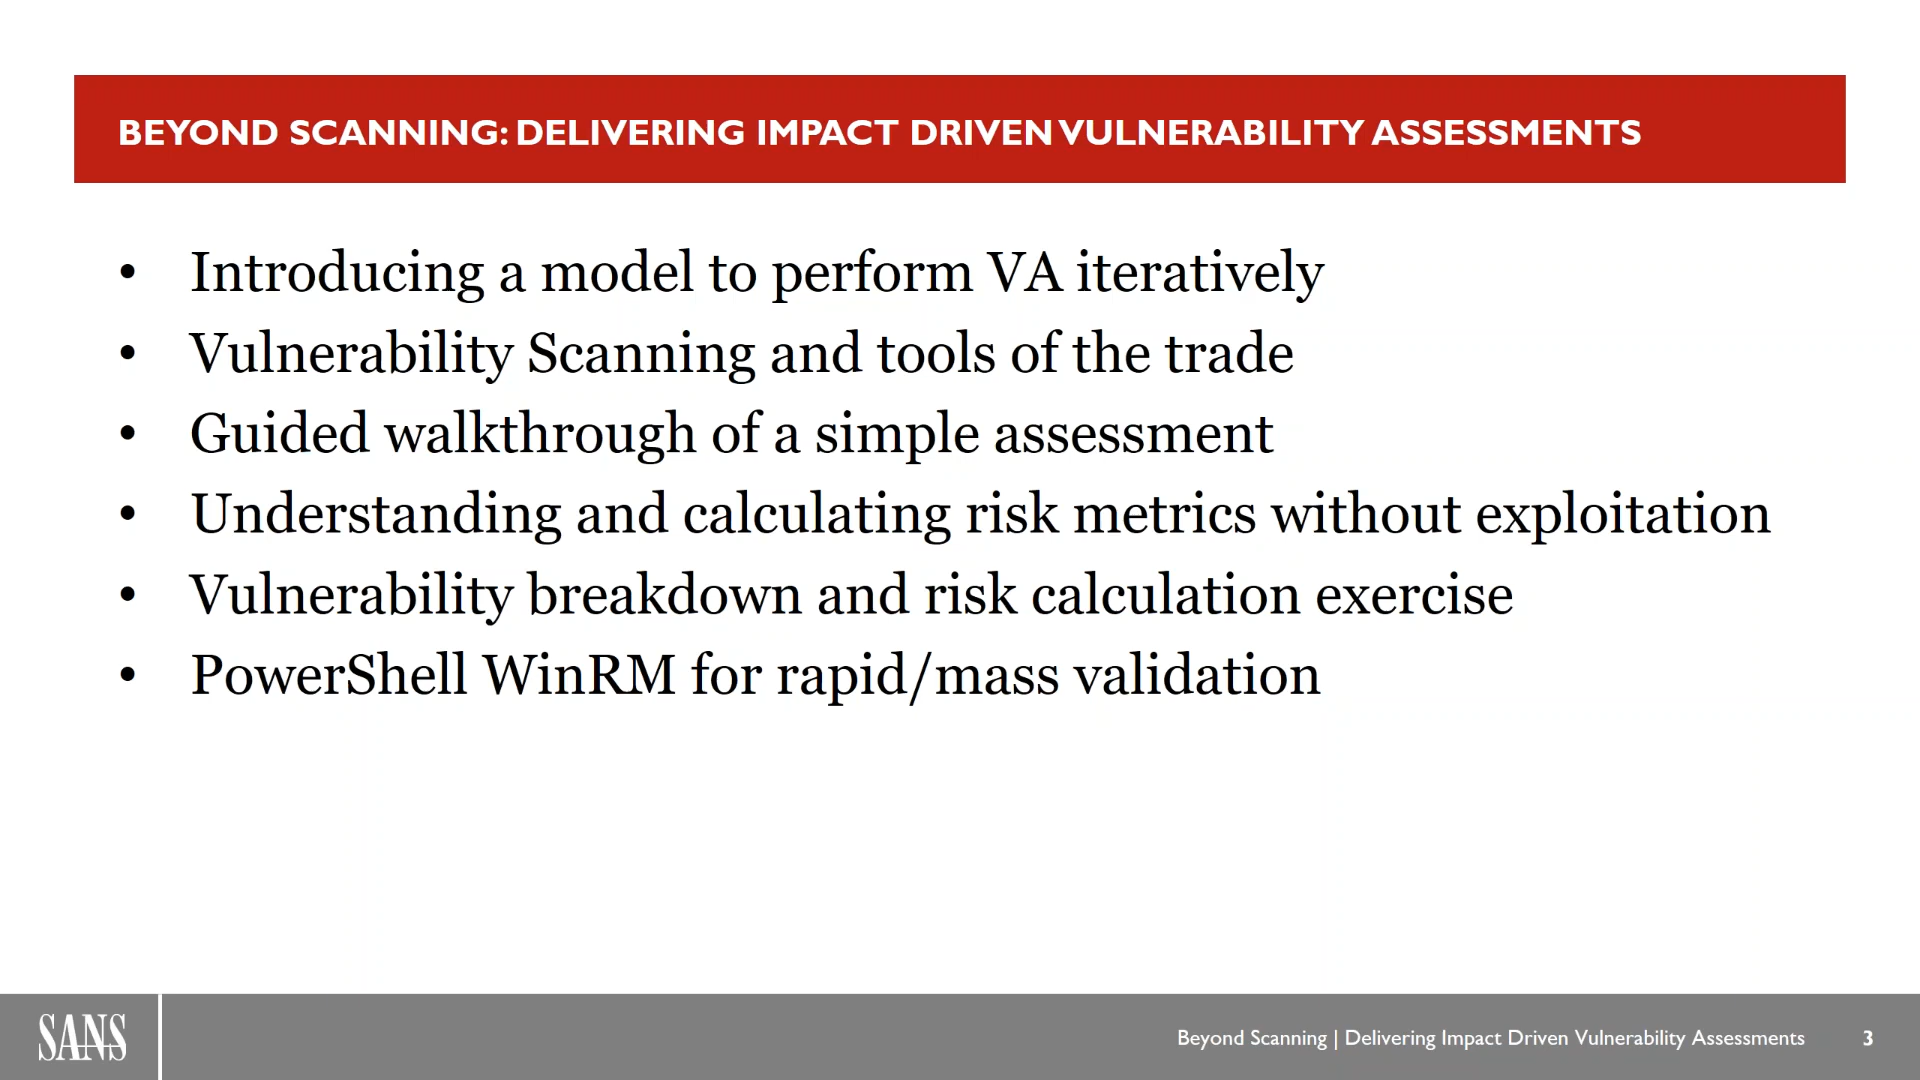 BEYOND SCANNING: DELIVERING IMPACT DRIVEN VULNERABILITY ASSESSMENTS
• Introducing a model to perform VA iteratively
• Vulnerability Scanning and tools of the trade
• Guided walkthrough of a simple assessment
• Understanding and calculating risk metrics without exploitation
• Vulnerability breakdown and risk calculation exercise
• PowerShell WinRM for rapid/mass validation
SANS
Beyond Scanning | Delivering Impact Driven Vulnerability Assessments
3